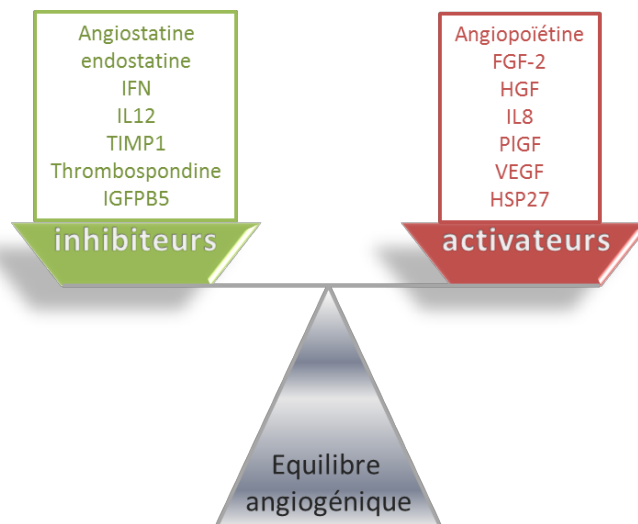 Angiostatine
endostatine
IFN
IL12
TIMP1
Thrombospondine
IGFPB5
inhibiteurs
Angiopoïétine
FGF-2
HGF
IL8
PlGF
VEGF
HSP27
activateurs
Equilibre
angiogénique